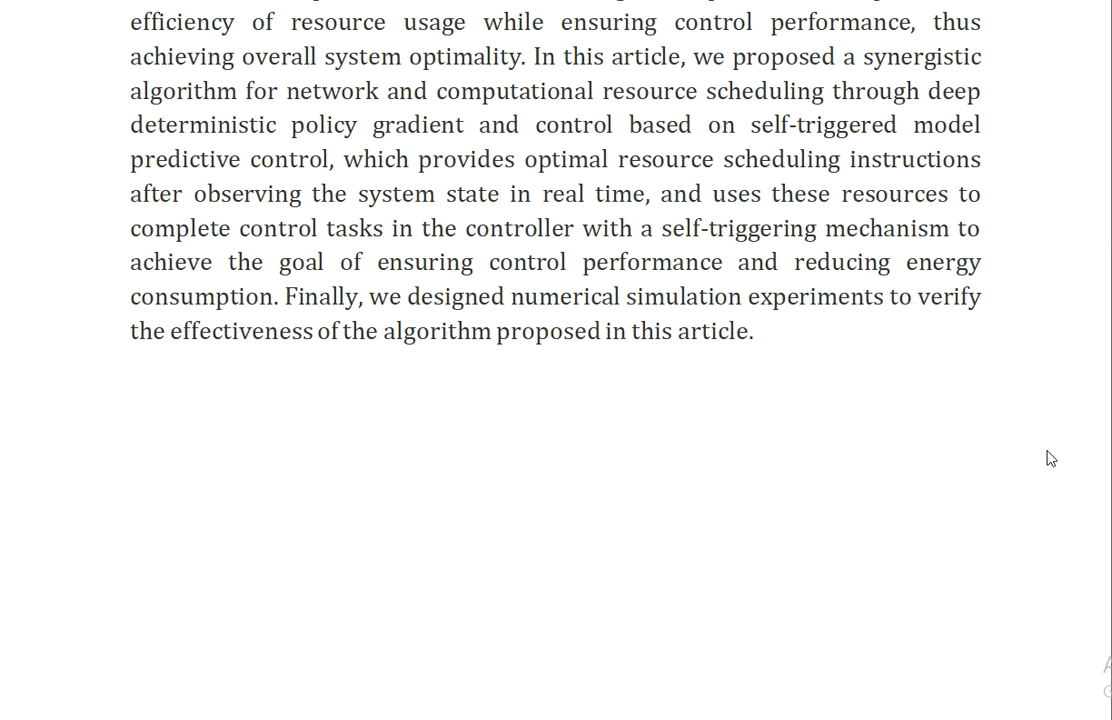 efficiency of resource usage while ensuring control performance, thus
achieving overall system optimality. In this article, we proposed a synergistic
algorithm for network and computational resource scheduling through deep
deterministic policy gradient and control based on self-triggered model
predictive control, which provides optimal resource scheduling instructions
after observing the system state in real time, and uses these resources to
complete control tasks in the controller with a self-triggering mechanism to
achieve the goal of ensuring control performance and reducing energy
consumption. Finally, we designed numerical simulation experiments to verify
the effectiveness of the algorithm proposed in this article.